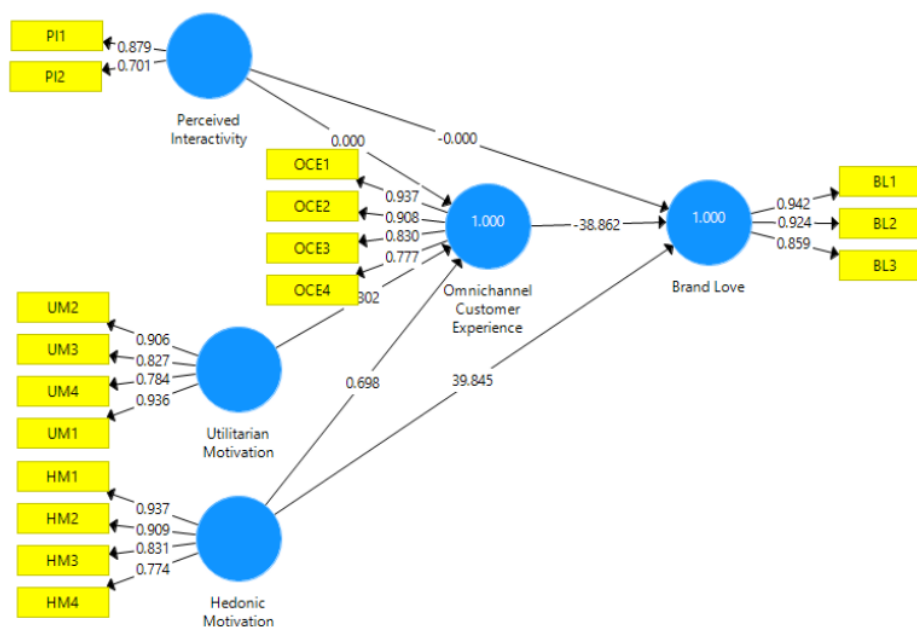 PI1
0.879
PI2
0.701
Perceived
Interactivity
-0.000
0.000
OCE1
0.937
OCE2
0.908
OCE3
0.830
OCE4
0.777
1.000
Omnichannel
Customer
Experience
-38.862
1.000
Brand Love
BL1
0.942
BL2
0.924
BL3
0.859
302
UM2
0.906
UM3
0.827
UM4
0.784
UM1
0.936
Utilitarian
Motivation
0.698
39.845
HM1
0.937
HM2
0.909
HM3
0.831
HM4
0.774
Hedonic
Motivation